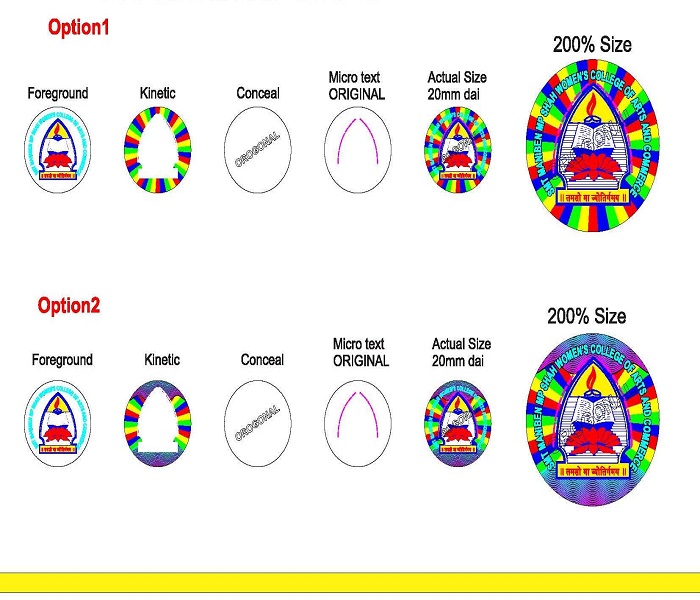 Option1
200% Size
Foreground
Kinetic
Conceal
Micro text
ORIGINAL
Actual Size
20mm dai
OROGONAL
SMT MANIBEN MP SHAH WOMEN'S COLLEGE OF ARTS AND COMMERCE
|| तमसो मा ज्योतिर्गमय ||
Option2
200% Size
Foreground
Kinetic
Conceal
Micro text
ORIGINAL
Actual Size
20mm dai
OROGONAL
SMT MANIBEN MP SHAH WOMEN'S COLLEGE OF ARTS AND COMMERCE
|| तमसो मा ज्योतिर्गमय ||